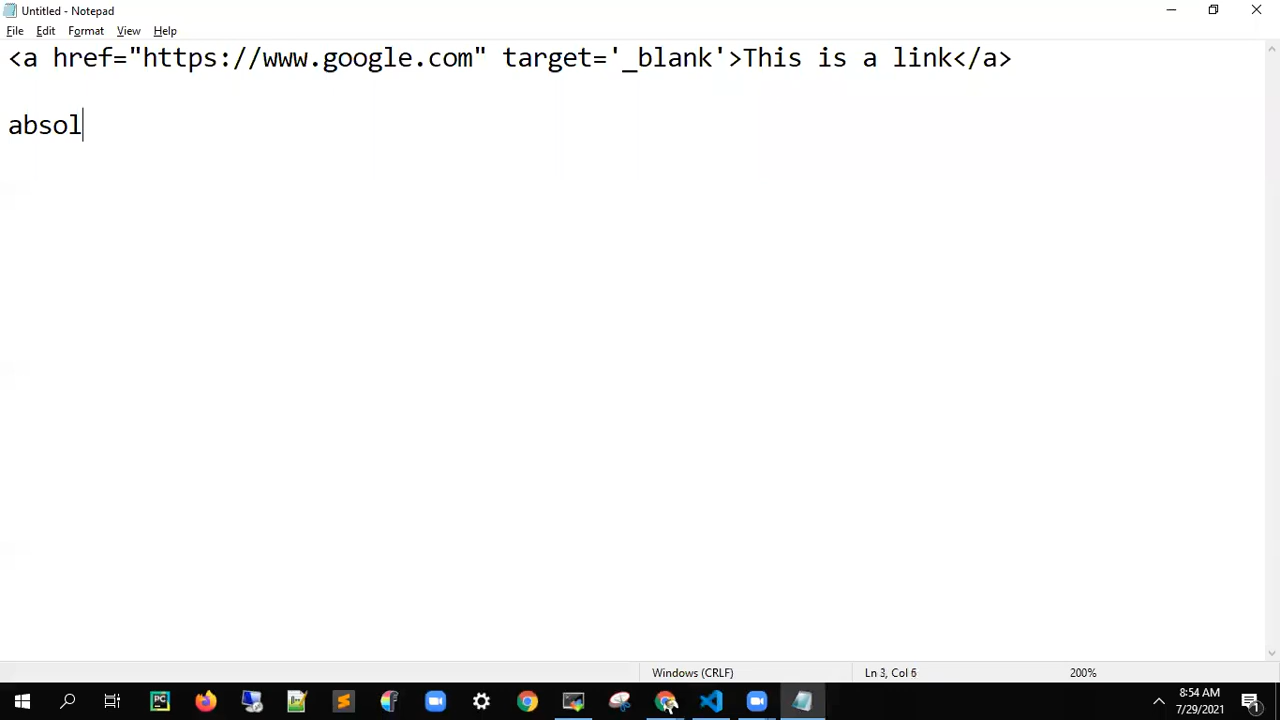 Untitled - Notepad
File Edit Format View Help
<a href="https://www.google.com" target='_blank'>This is a link</a>
absol
Windows (CRLF) Ln 3, Col 6 200%
8:54 AM
7/29/2021